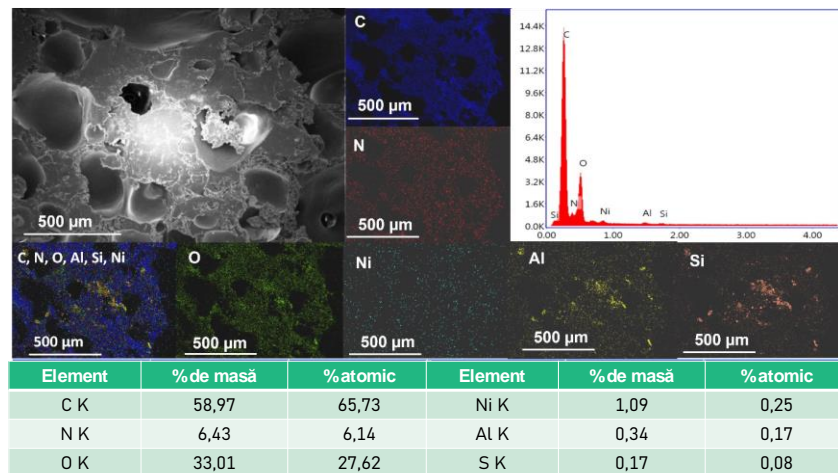 500 µm
C
500 µm
N
500 µm
14.4K
12.8K
11.2K
9.6K
8.0K
6.4K
4.8K
3.2K
1.6K
0.0K
C
O
Si
Ni
Ni
Al
Si
0.00
1.00
2.00
3.00
4.00
C, N, O, Al, Si, Ni
500 µm
O
500 µm
Ni
500 µm
Al
500 µm
Si
500 µm
Element %de masă %atomic Element %de masă %atomic
C K 58,97 65,73 Ni K 1,09 0,25
N K 6,43 6,14 Al K 0,34 0,17
O K 33,01 27,62 S K 0,17 0,08